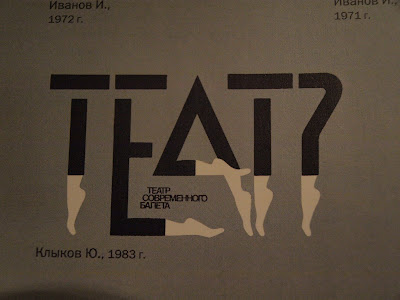 Иванов И.,
1972 г.
Иванов И.,
1971 г.
ТЕАТР
ТЕАТР
СОВРЕМЕННОГО
БАЛЕТА
Клыков Ю., 1983 г.